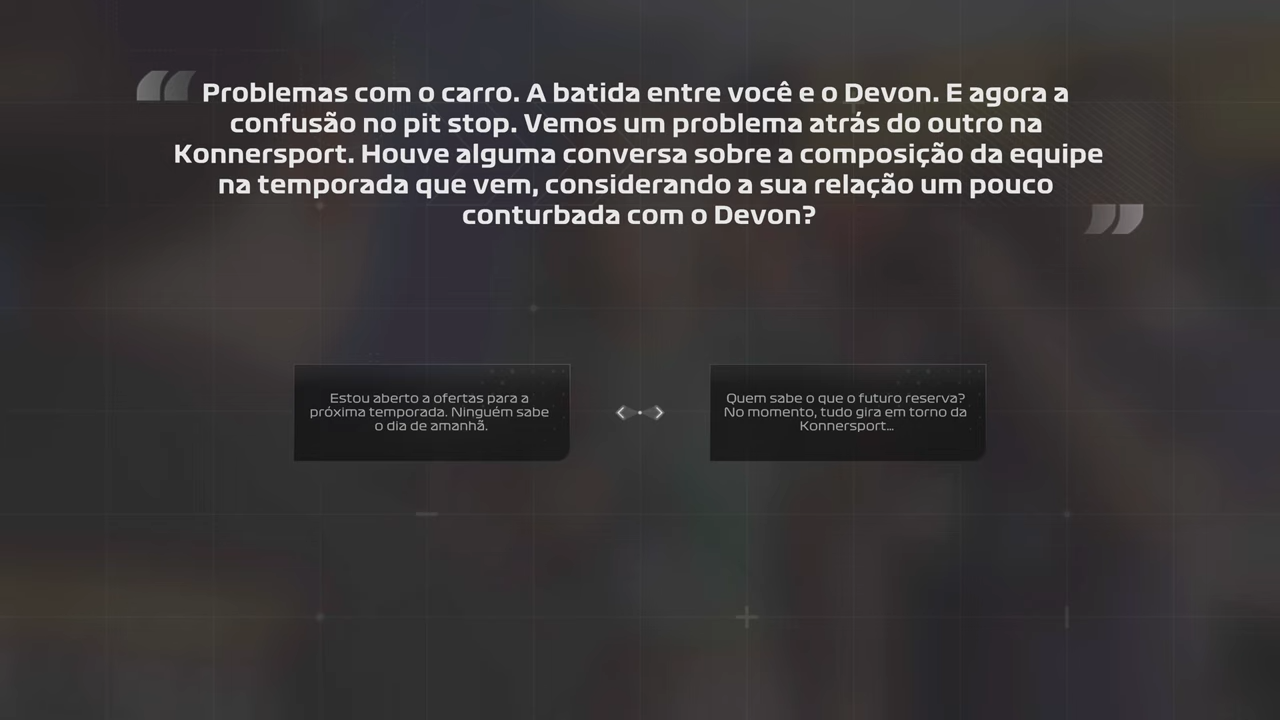 Problemas com o carro. A batida entre você e o Devon. E agora a
confusão no pit stop. Vemos um problema atrás do outro na
Konnersport. Houve alguma conversa sobre a composição da equipe
na temporada que vem, considerando a sua relação um pouco
conturbada com o Devon?
Estou aberto a ofertas para a
próxima temporada. Ninguém sabe
o dia de amanhã.
Quem sabe o que o futuro reserva?
No momento, tudo gira em torno da
Konnersport...